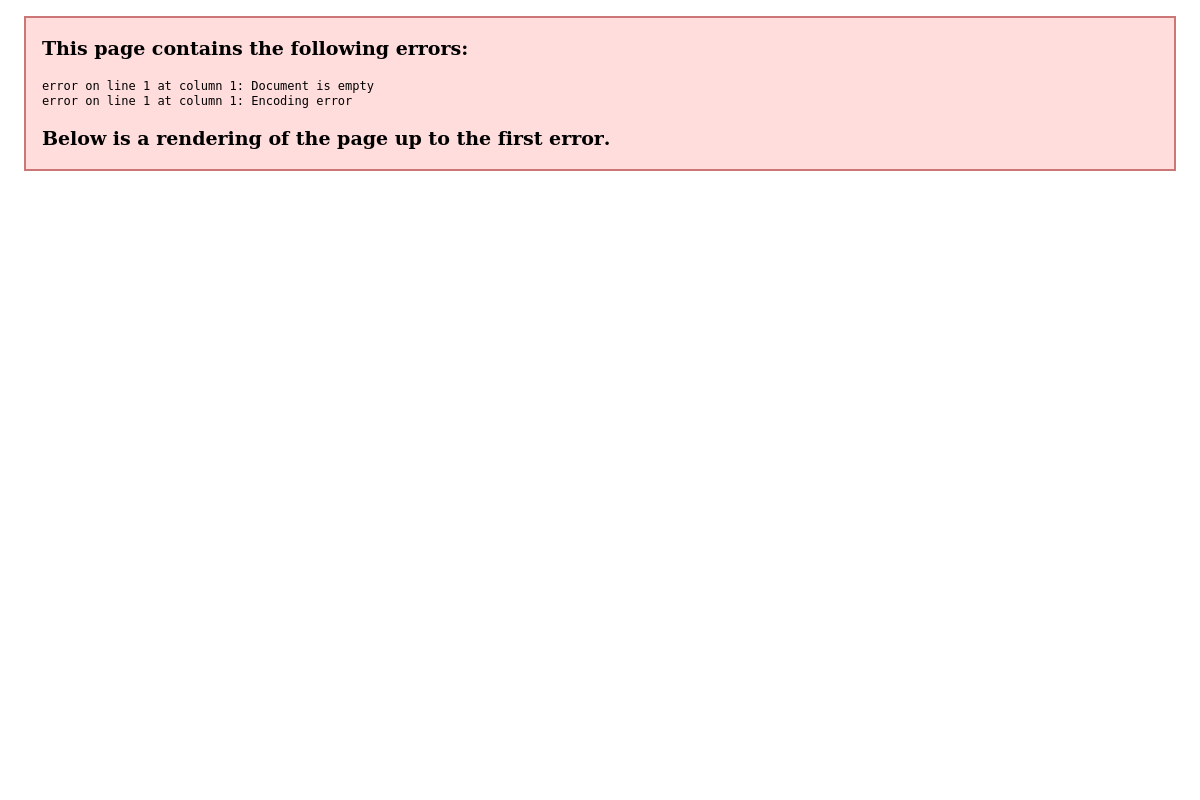 This page contains the following errors:
error on line 1 at column 1: Document is empty
error on line 1 at column 1: Encoding error
Below is a rendering of the page up to the first error.